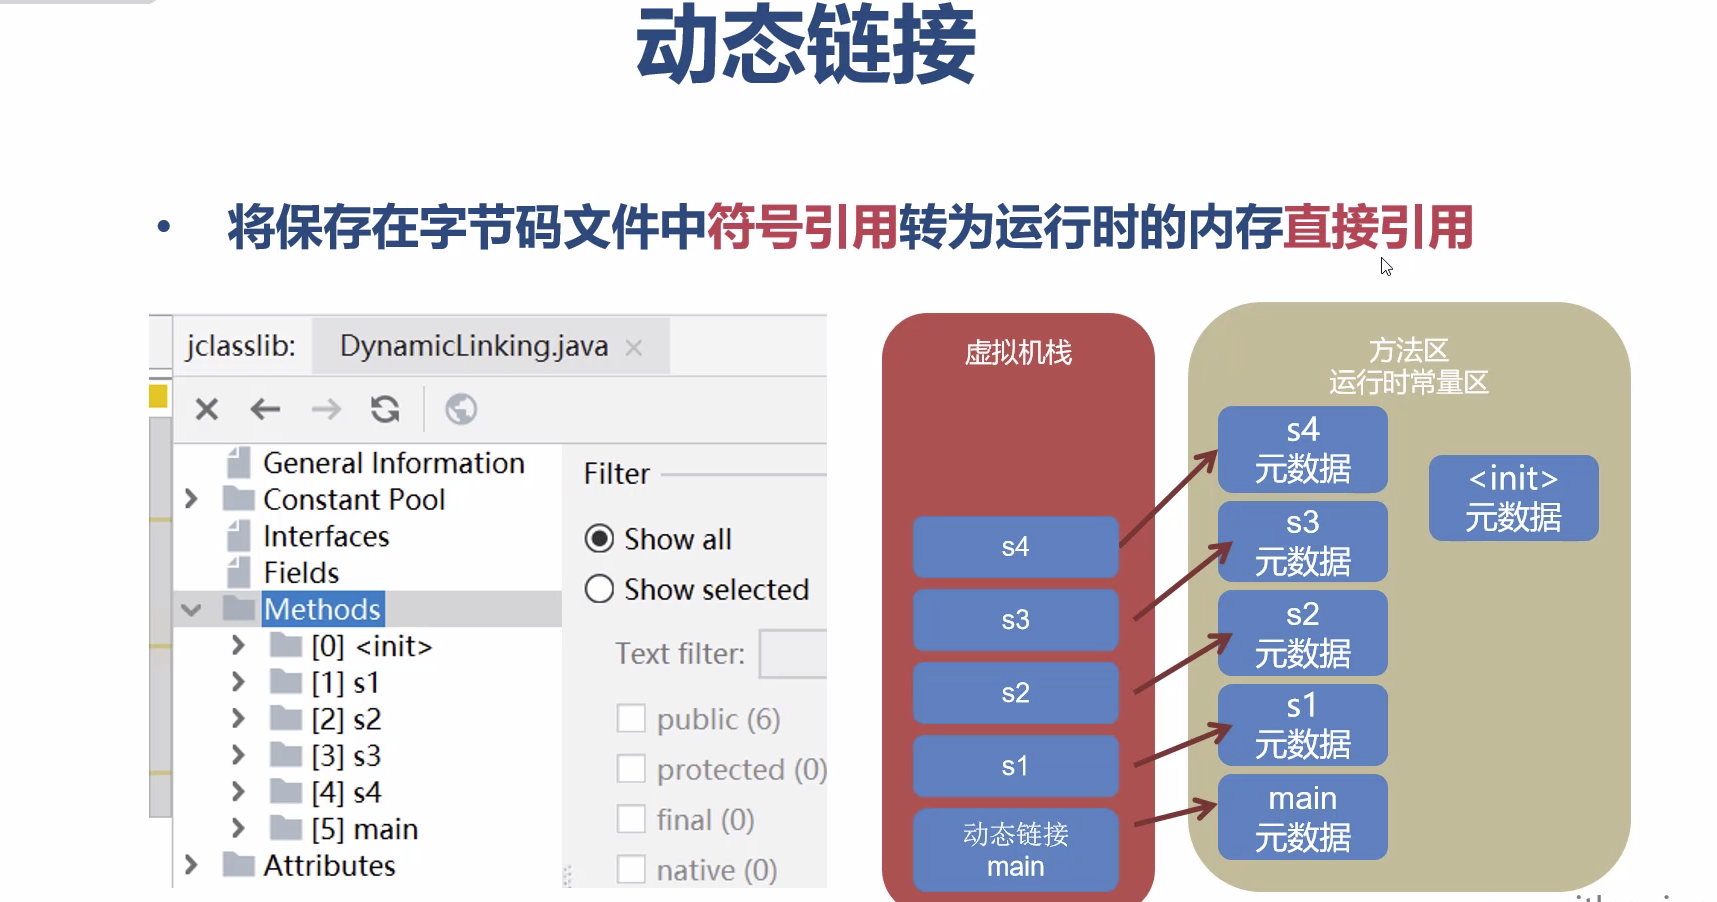 动态链接
• 将保存在字节码文件中符号引用转为运行时的内存直接引用
jclasslib: DynamicLinking.java
General Information
Constant Pool
Interfaces
Fields
Methods
[0] <init>
[1] s1
[2] s2
[3] s3
[4] s4
[5] main
Attributes
Filter
Show all
Show selected
Text filter:
public (6)
protected (0)
final (0)
native (0)
虚拟机栈
s4
s3
s2
s1
动态链接
main
方法区
运行时常量区
s4
元数据
s3
元数据
s2
元数据
s1
元数据
main
元数据
<init>
元数据